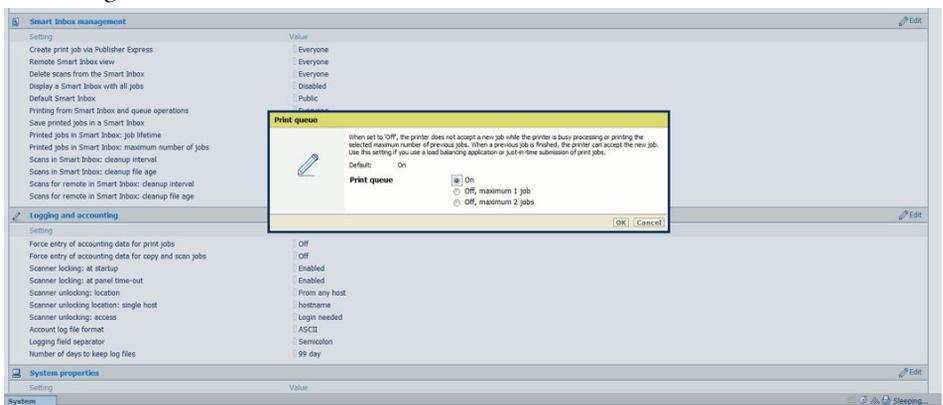 Smart Inbox management
Edit
Setting Value
Create print job via Publisher Express Everyone
Remote Smart Inbox view Everyone
Delete scans from the Smart Inbox Everyone
Display a Smart Inbox with all jobs Disabled
Default Smart Inbox Public
Printing from Smart Inbox and queue operations
Save printed jobs in a Smart Inbox
Printed jobs in Smart Inbox: job lifetime
Printed jobs in Smart Inbox: maximum number of jobs
Scans in Smart Inbox: cleanup interval
Scans in Smart Inbox: cleanup file age
Scans for remote in Smart Inbox: cleanup interval
Scans for remote in Smart Inbox: cleanup file age
Print queue
When set to 'Off', the printer does not accept a new job while the printer is busy processing or printing the
selected maximum number of previous jobs. When a previous job is finished, the printer can accept the new job.
Use this setting if you use a load balancing application or just-in-time submission of print jobs.
Default: On
Print queue On
Off, maximum 1 job
Off, maximum 2 jobs
OK Cancel
Logging and accounting
Edit
Setting
Force entry of accounting data for print jobs Off
Force entry of accounting data for copy and scan jobs Off
Scanner locking: at startup Enabled
Scanner locking: at panel time-out Enabled
Scanner unlocking: location From any host
Scanner unlocking location: single host hostname
Scanner unlocking: access Login needed
Account log file format ASCII
Logging field separator Semicolon
Number of days to keep log files 99 day
System properties
Edit
Setting Value
System
Sleeping...